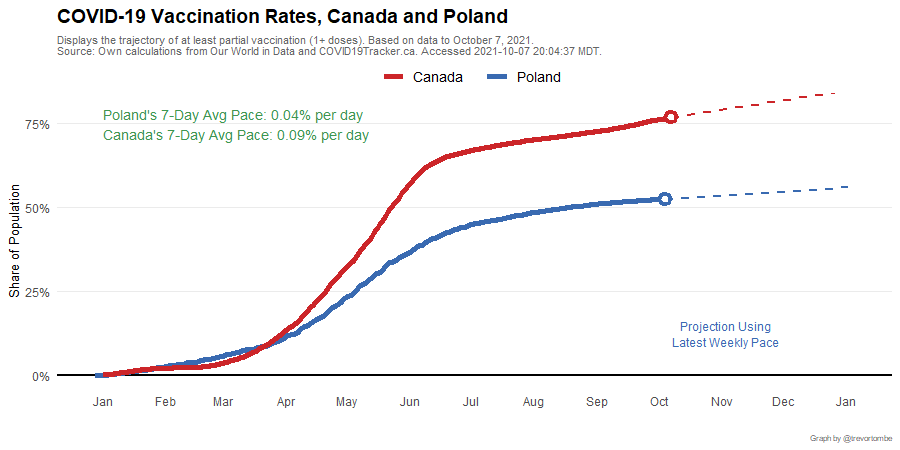 COVID-19 Vaccination Rates, Canada and Poland
Displays the trajectory of at least partial vaccination (1+ doses). Based on data to October 7, 2021.
Source: Own calculations from Our World in Data and COVID19Tracker.ca. Accessed 2021-10-07 20:04:37 MDT.
Canada Poland
Poland's 7-Day Avg Pace: 0.04% per day
Canada's 7-Day Avg Pace: 0.09% per day
Share of Population
75%
50%
25%
0%
Projection Using
Latest Weekly Pace
Jan Feb Mar Apr May Jun Jul Aug Sep Oct Nov Dec Jan
Graph by @trevortombe